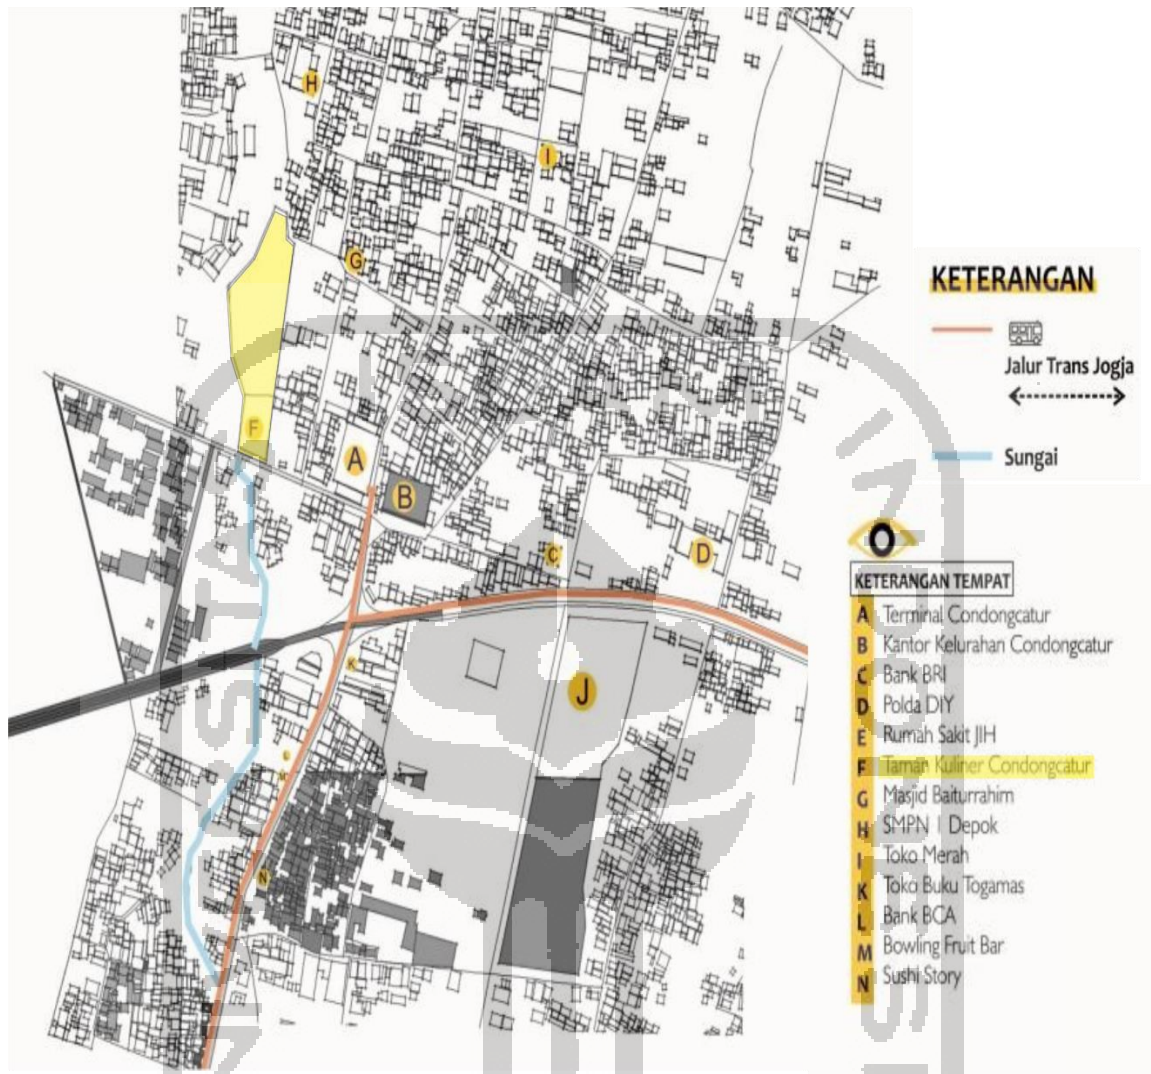 H
I
G
F
A
B
C
D
K
J
L
M
N
KETERANGAN
Jalur Trans Jogja
Sungai
KETERANGAN TEMPAT
A Terminal Condongcatur
B Kantor Kelurahan Condongcatur
C Bank BRI
D Polda DIY
E Rumah Sakit JIH
F Taman Kuliner Condongcatur
G Masjid Baiturrahim
H SMPN 1 Depok
I Toko Merah
K Toko Buku Togamas
L Bank BCA
M Bowling Fruit Bar
N Sushi Story